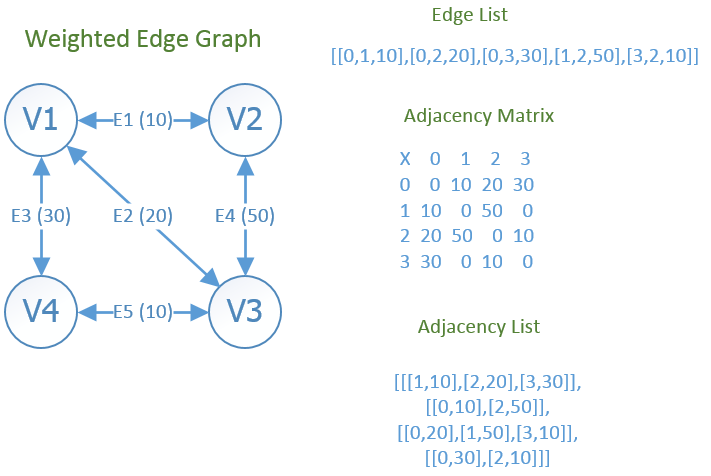 Weighted Edge Graph
V1
E1 (10)
V2
E3 (30)
E2 (20)
E4 (50)
V4
E5 (10)
V3
Edge List
[[0,1,10],[0,2,20],[0,3,30],[1,2,50],[3,2,10]]
Adjacency Matrix
X 0 1 2 3
0 0 10 20 30
1 10 0 50 0
2 20 50 0 10
3 30 0 10 0
Adjacency List
[[[1,10],[2,20],[3,30]],
[[0,10],[2,50]],
[[0,20],[1,50],[3,10]],
[[0,30],[2,10]]]